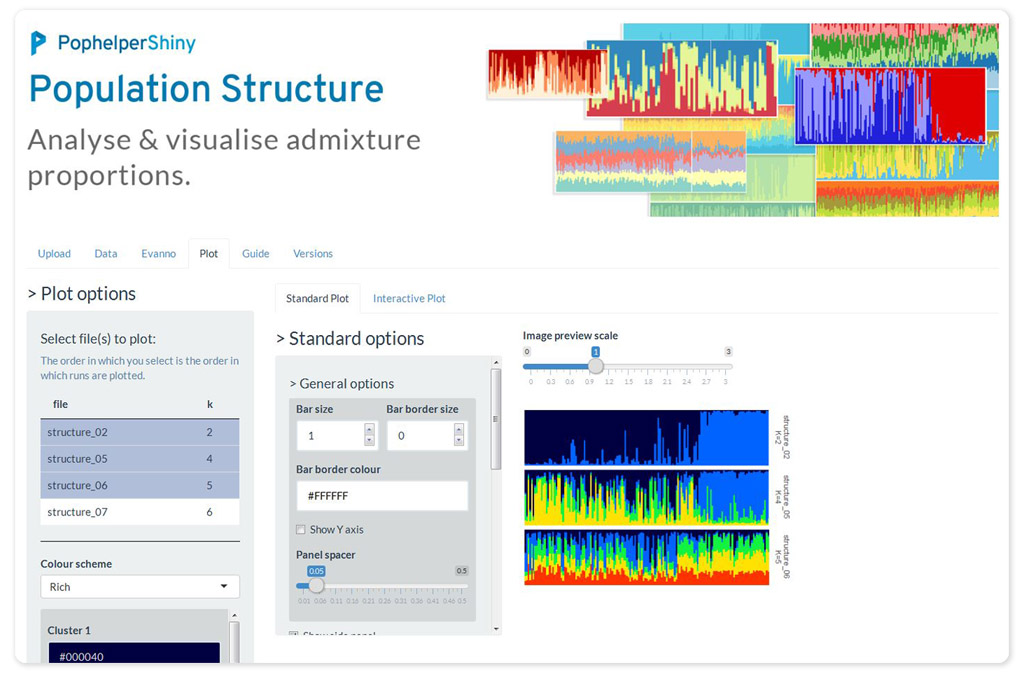 PophelperShiny
Population Structure
Analyse & visualise admixture
proportions.
Upload Data Evanno Plot Guide Versions
> Plot options
Select file(s) to plot:
The order in which you select is the order in
which runs are plotted.
file k
structure_02 2
structure_05 4
structure_06 5
structure_07 6
Colour scheme
Rich
Cluster 1
#000040
Standard Plot Interactive Plot
> Standard options
> General options
Bar size Bar border size
1 0
Bar border colour
#FFFFFF
Show Y axis
Panel spacer
0.05 0.5
0.01 0.06 0.11 0.16 0.21 0.26 0.31 0.36 0.41 0.46 0.5
Show side panel
Image preview scale
0 1 3
0 0.3 0.6 0.9 1.2 1.5 1.8 2.1 2.4 2.7 3
structure_02
K=2
structure_05
K=4
structure_06
K=5